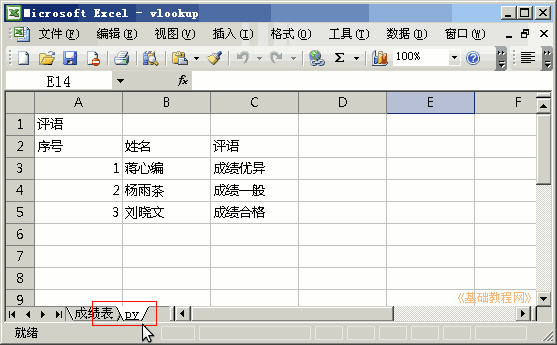 Microsoft Excel - vlookup
文件(F) 编辑(E) 视图(V) 插入(I) 格式(O) 工具(T) 数据(D) 窗口(W)
100%
E14 fx
A B C D E F
1 评语
2 序号 姓名 评语
3 1 蒋心编 成绩优异
4 2 杨雨茶 成绩一般
5 3 刘晓文 成绩合格
6
7
8
9
《基础教程网》
成绩表 py
就绪